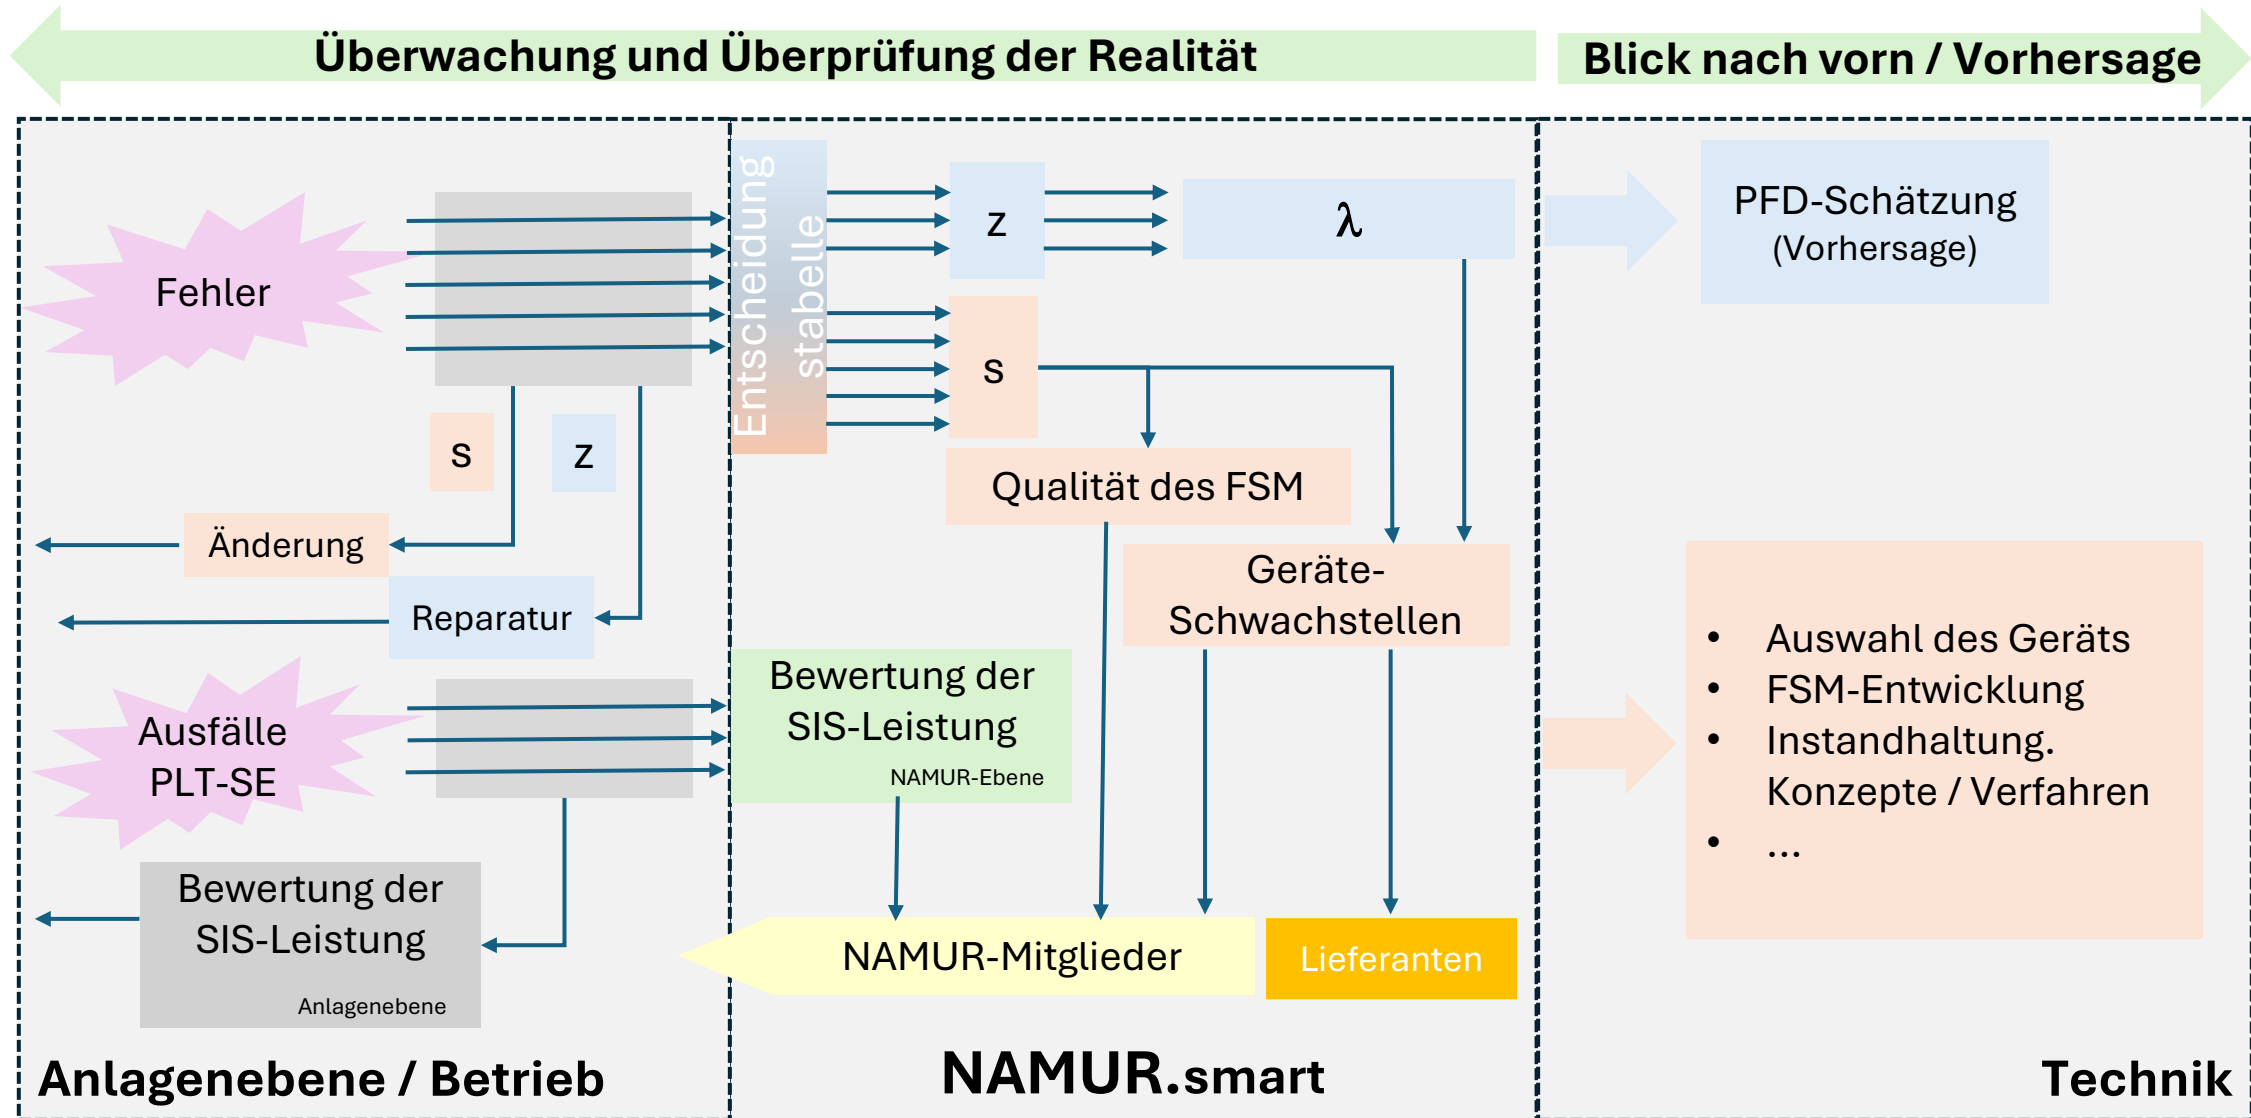 Überwachung und Überprüfung der Realität
Blick nach vorn / Vorhersage
Fehler
s
z
Änderung
Reparatur
Ausfälle
PLT-SE
Bewertung der
SIS-Leistung
Anlagenebene
Anlagenebene / Betrieb
Entscheidung
stabelle
z
λ
s
Qualität des FSM
Geräte-
Schwachstellen
Bewertung der
SIS-Leistung
NAMUR-Ebene
NAMUR-Mitglieder
Lieferanten
NAMUR.smart
PFD-Schätzung
(Vorhersage)
• Auswahl des Geräts
• FSM-Entwicklung
• Instandhaltung.
Konzepte / Verfahren
• ...
Technik